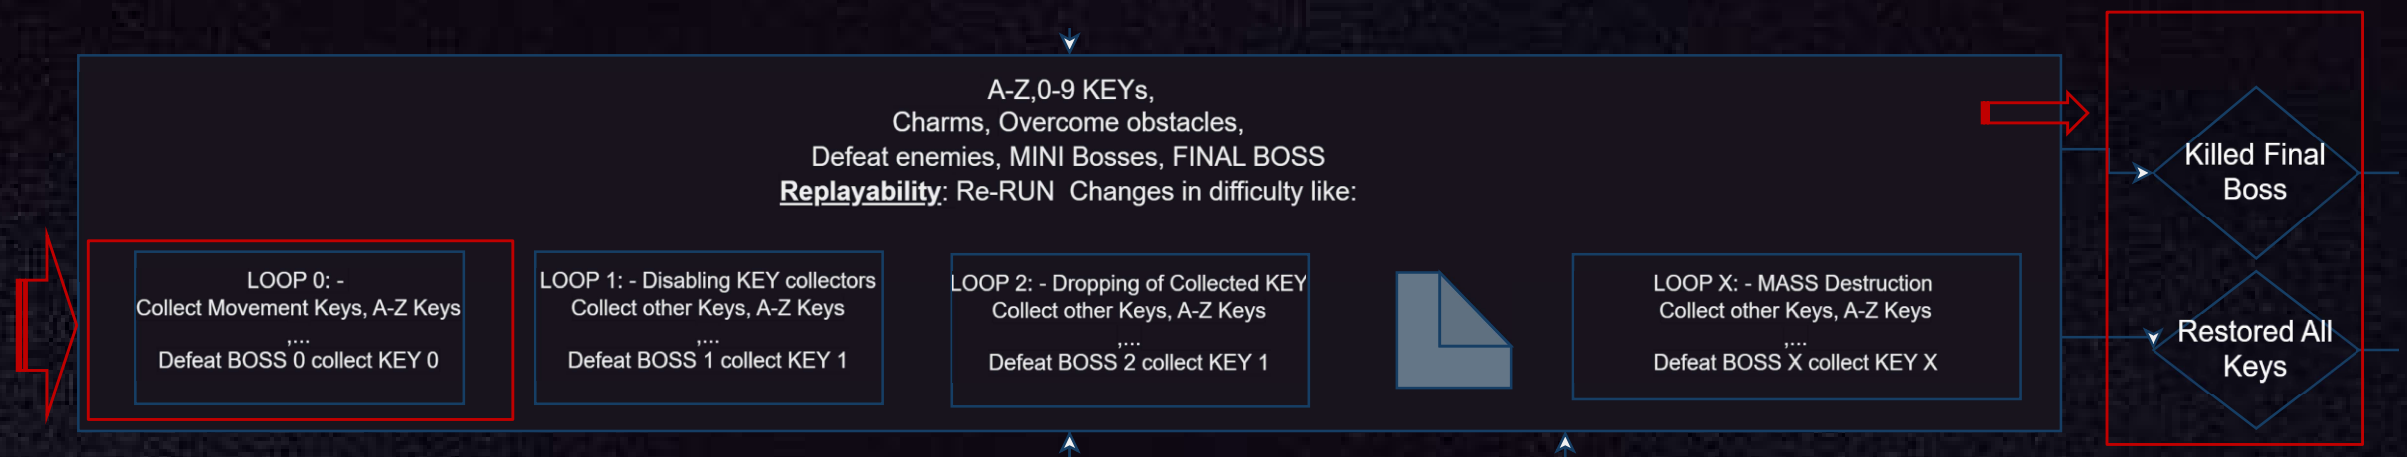 A-Z,0-9 KEYs,
Charms, Overcome obstacles,
Defeat enemies, MINI Bosses, FINAL BOSS
Replayability: Re-RUN  Changes in difficulty like:
LOOP 0: -
Collect Movement Keys, A-Z Keys
,...
Defeat BOSS 0 collect KEY 0
LOOP 1: - Disabling KEY collectors
Collect other Keys, A-Z Keys
,...
Defeat BOSS 1 collect KEY 1
LOOP 2: - Dropping of Collected KEY
Collect other Keys, A-Z Keys
,...
Defeat BOSS 2 collect KEY 1
LOOP X: - MASS Destruction
Collect other Keys, A-Z Keys
,...
Defeat BOSS X collect KEY X
Killed Final
Boss
Restored All
Keys